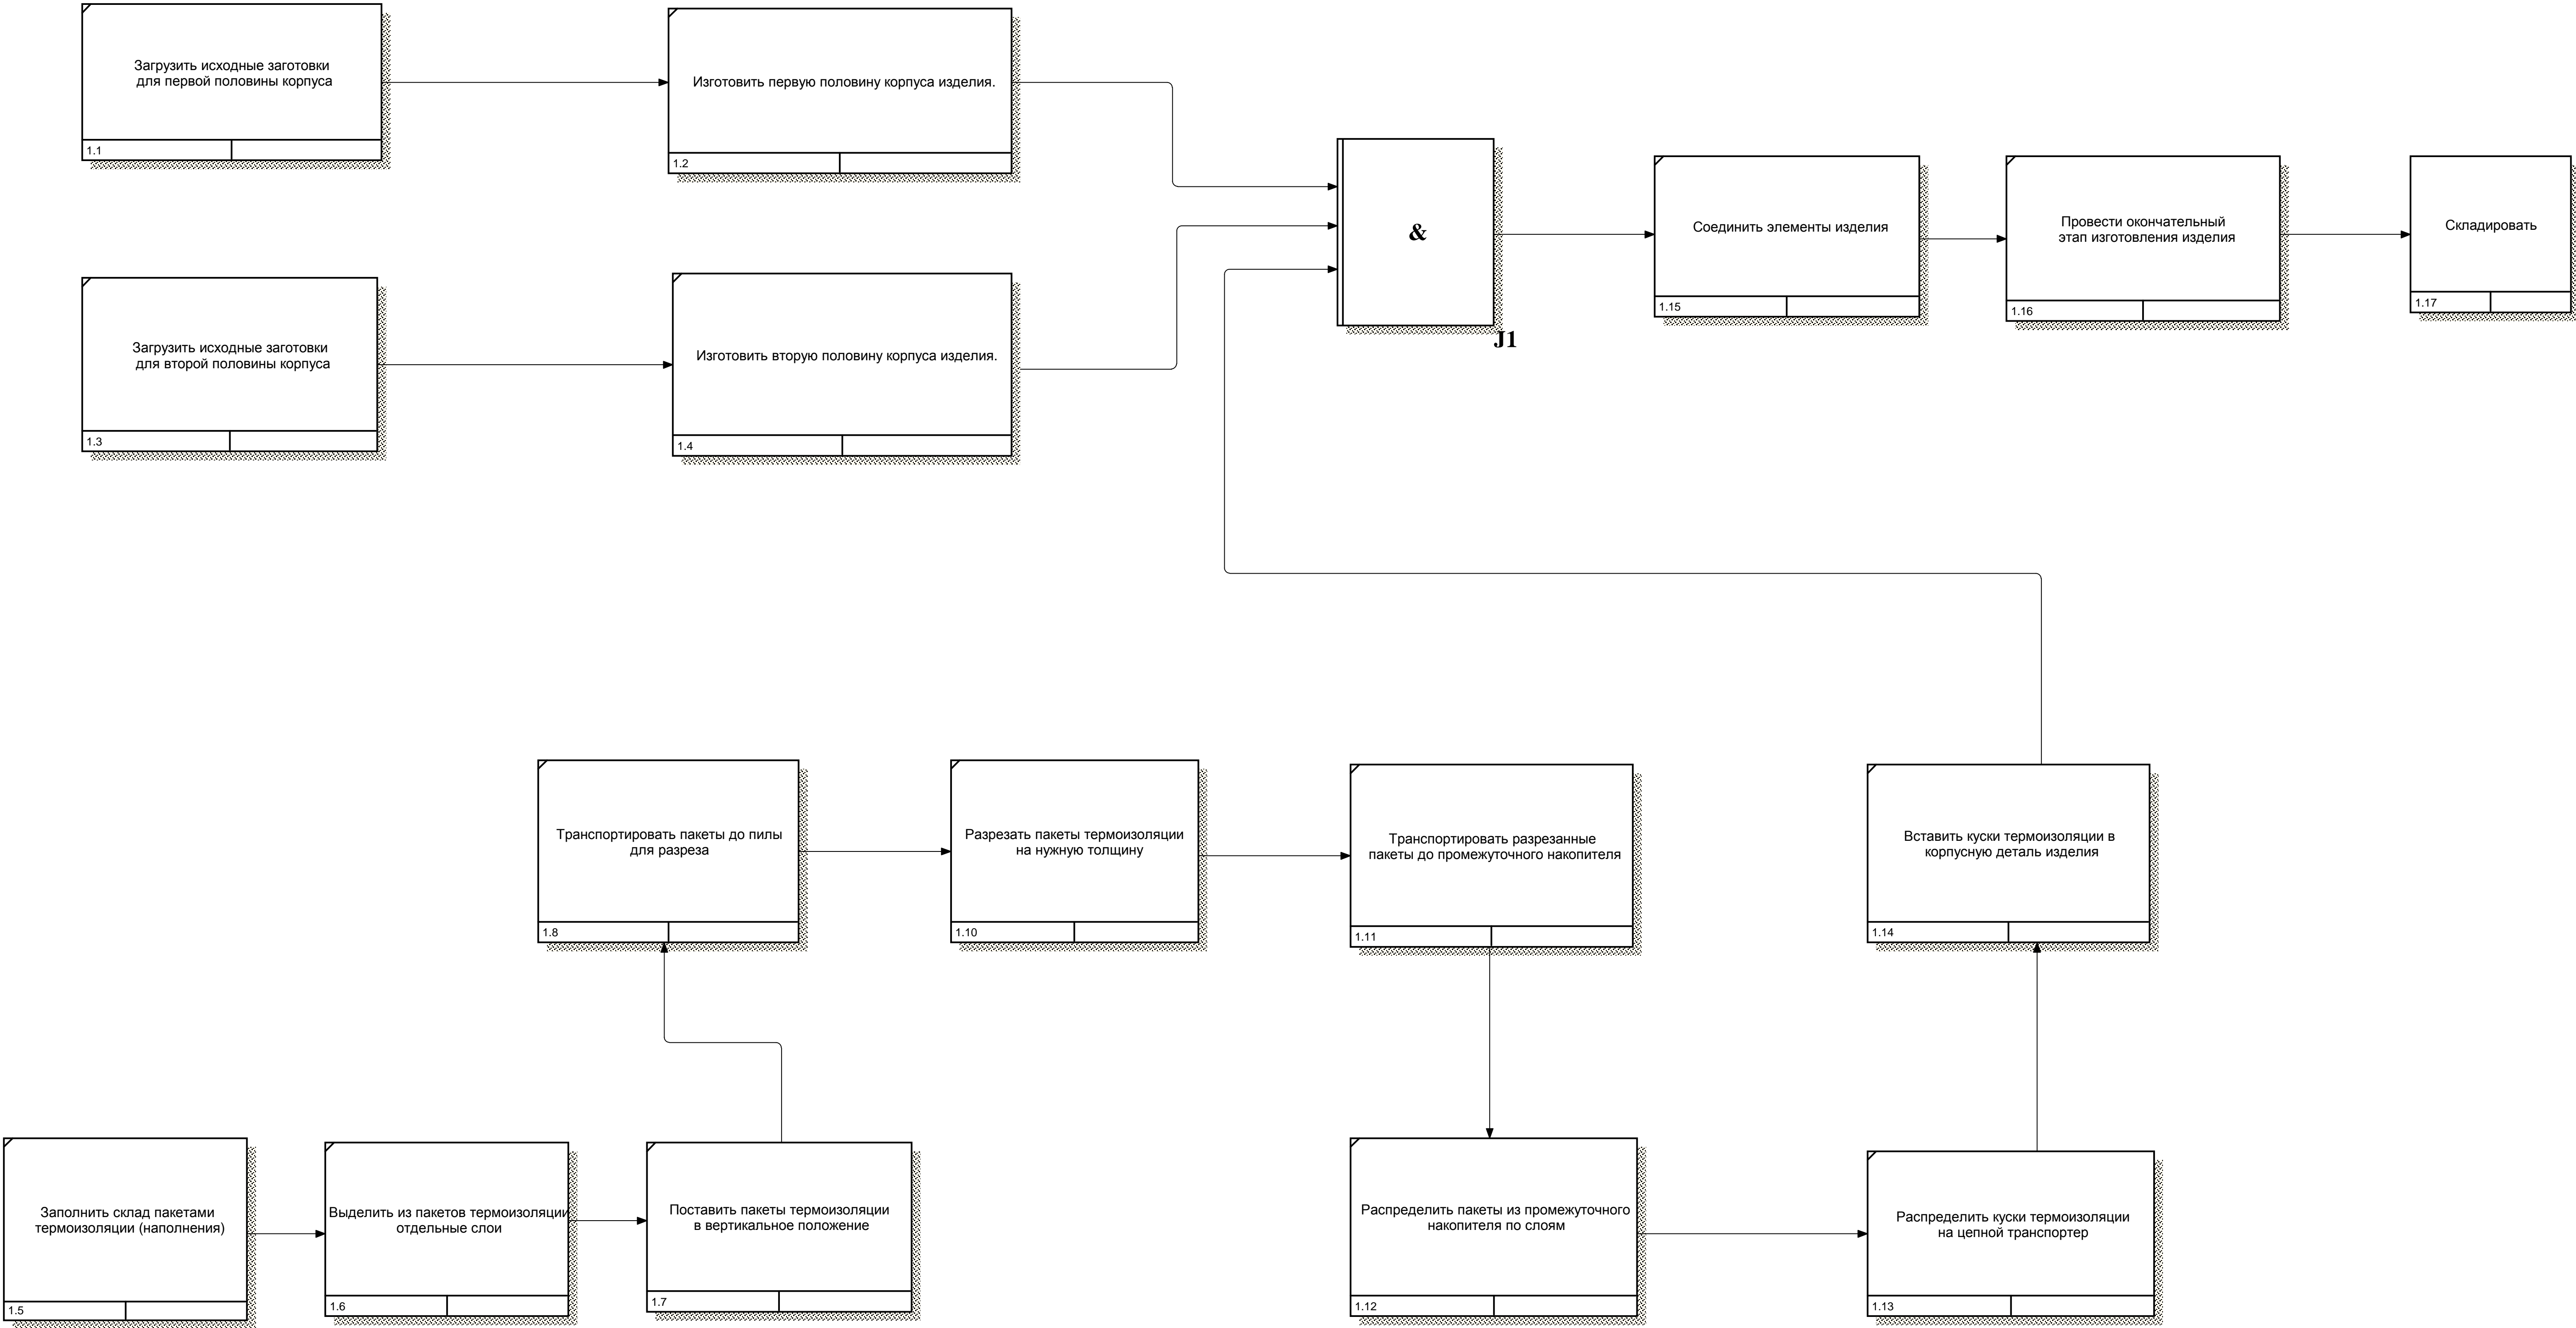 Загрузить исходные заготовки
для первой половины корпуса
1.1
Изготовить первую половину корпуса изделия.
1.2
Загрузить исходные заготовки
для второй половины корпуса
1.3
Изготовить вторую половину корпуса изделия.
1.4
&
J1
Соединить элементы изделия
1.15
Провести окончательный
этап изготовления изделия
1.16
Складировать
1.17
Транспортировать пакеты до пилы
для разреза
1.8
Разрезать пакеты термоизоляции
на нужную толщину
1.10
Транспортировать разрезанные
пакеты до промежуточного накопителя
1.11
Вставить куски термоизоляции в
корпусную деталь изделия
1.14
Заполнить склад пакетами
термоизоляции (наполнения)
1.5
Выделить из пакетов термоизоляции
отдельные слои
1.6
Поставить пакеты термоизоляции
в вертикальное положение
1.7
Распределить пакеты из промежуточного
накопителя по слоям
1.12
Распределить куски термоизоляции
на цепной транспортер
1.13